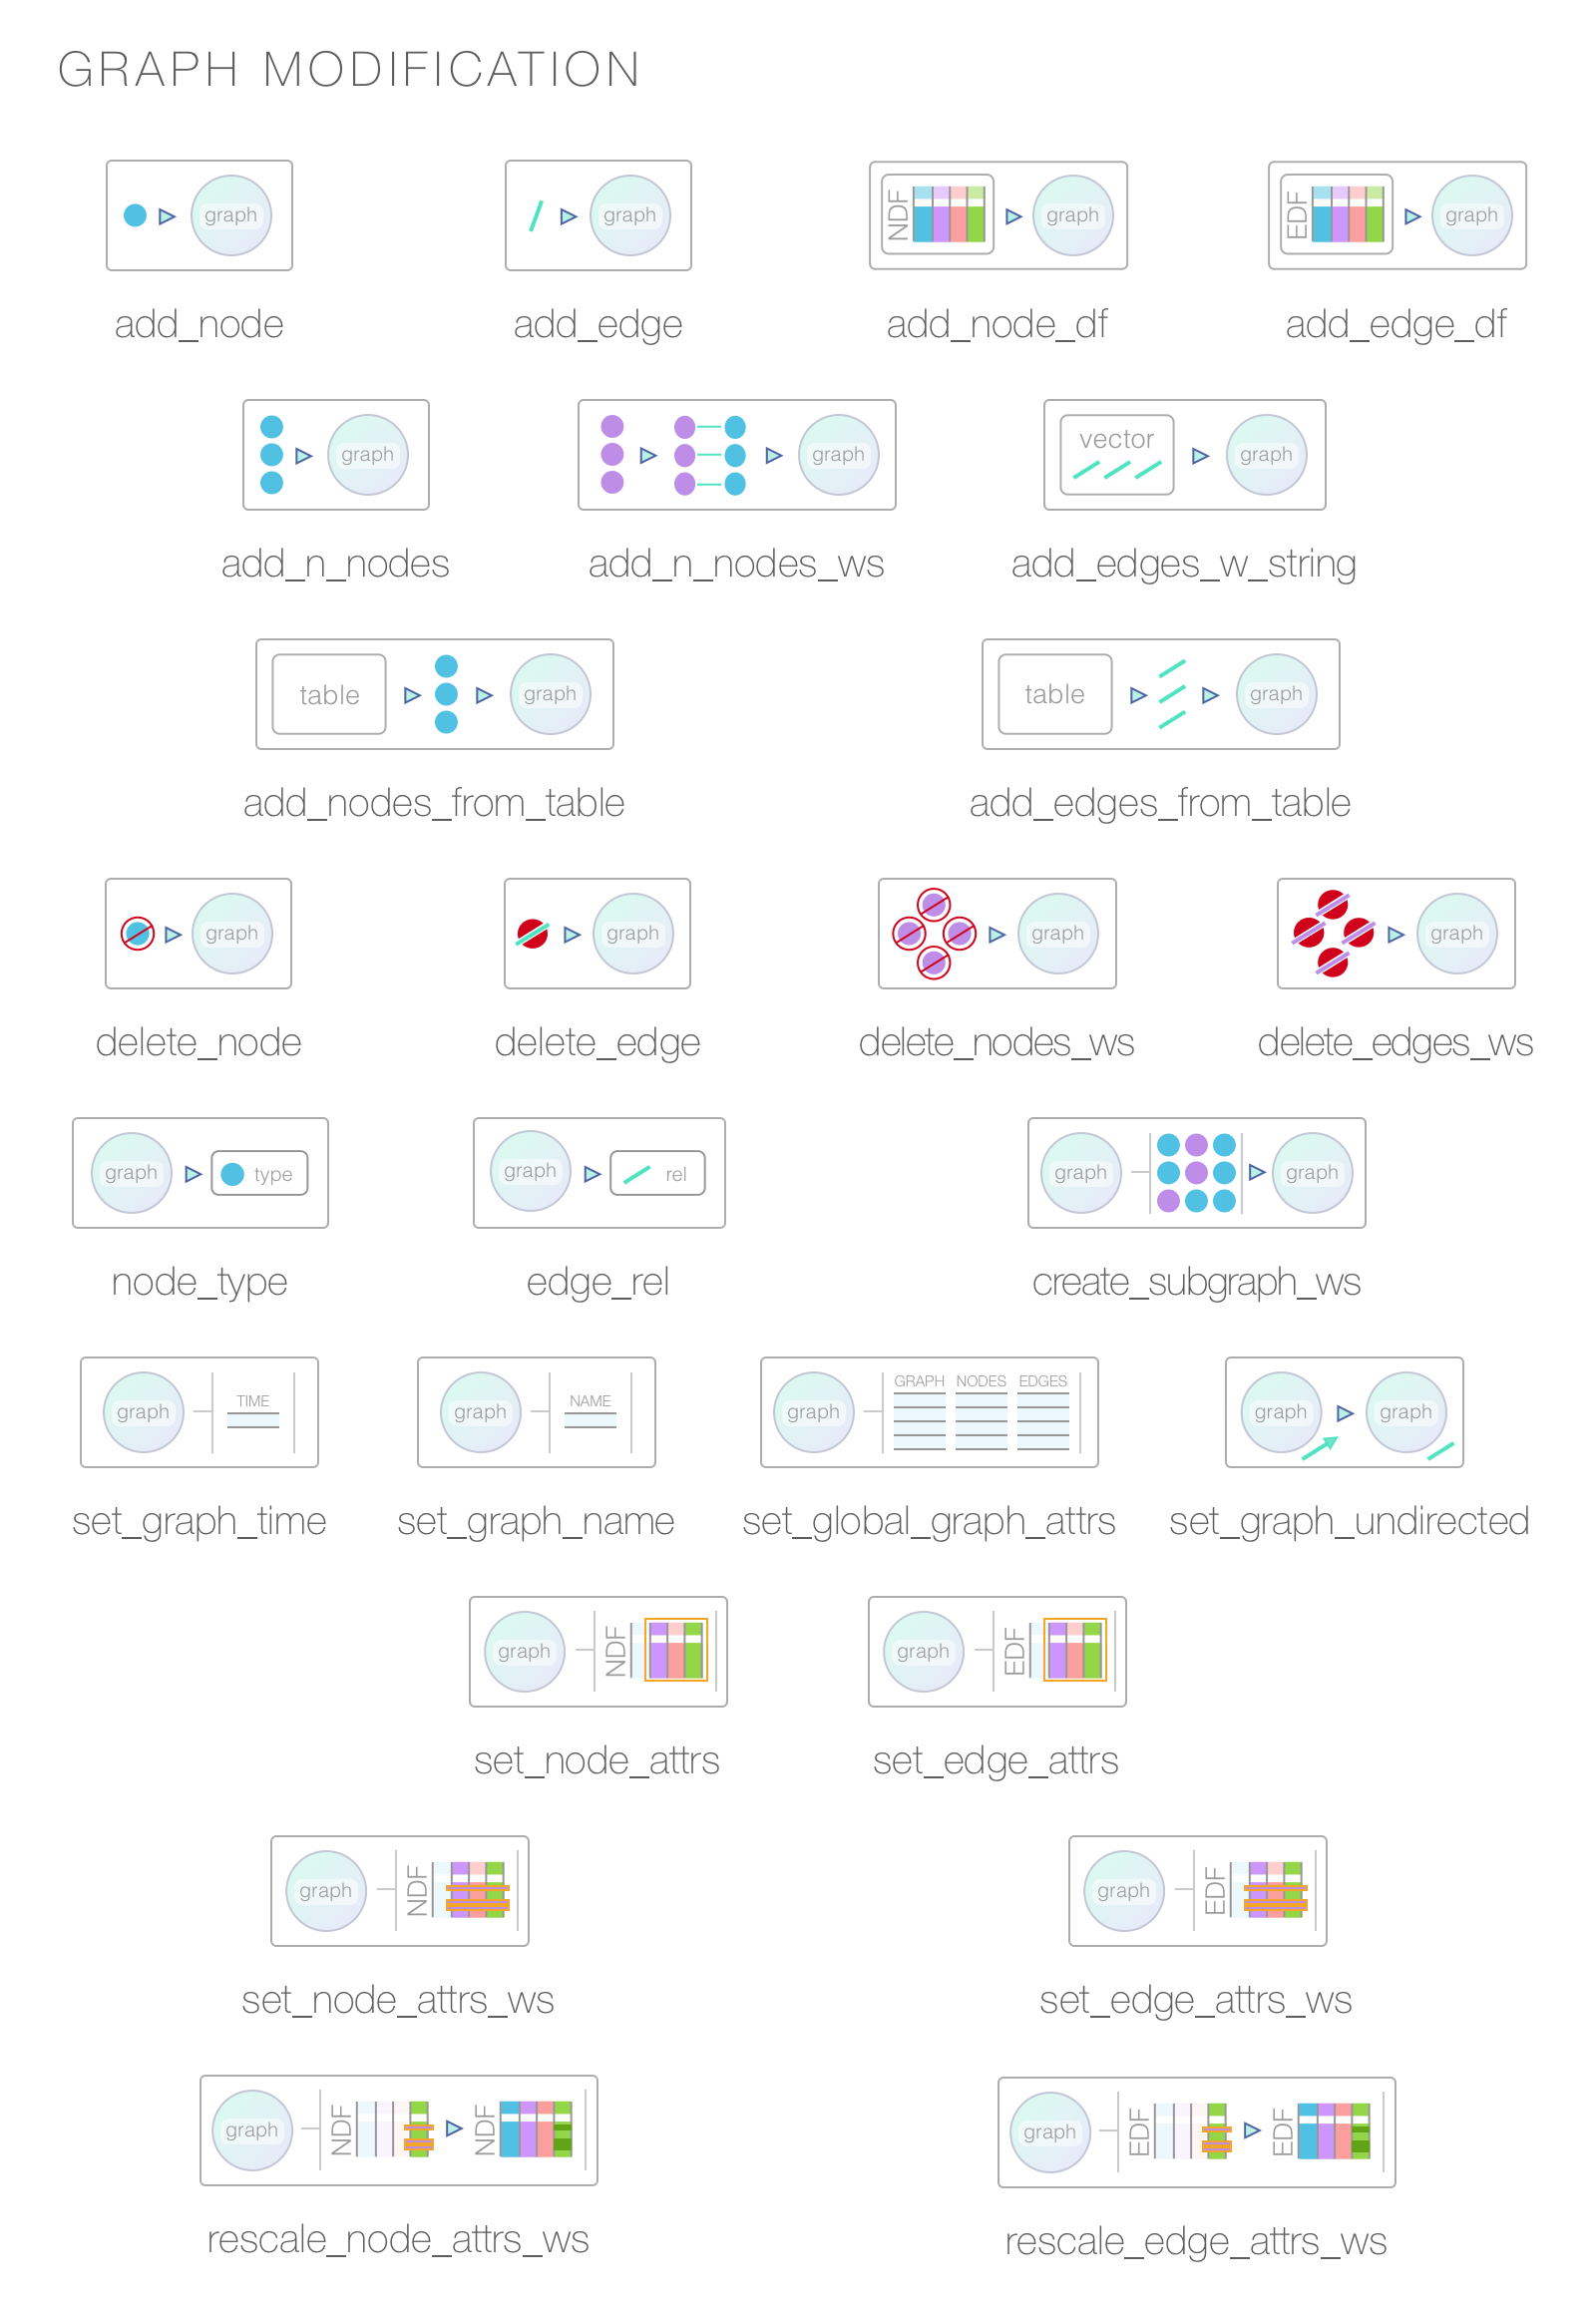 GRAPH MODIFICATION
graph
graph
NDF graph
EDF graph
add_node
add_edge
add_node_df
add_edge_df
graph
graph
vector graph
add_n_nodes
add_n_nodes_ws
add_edges_w_string
table graph
table graph
add_nodes_from_table
add_edges_from_table
graph
graph
graph
graph
delete_node
delete_edge
delete_nodes_ws
delete_edges_ws
graph type
graph rel
graph graph
node_type
edge_rel
create_subgraph_ws
graph TIME
graph NAME
graph GRAPH NODES EDGES
graph graph
set_graph_time
set_graph_name
set_global_graph_attrs
set_graph_undirected
graph NDF
graph EDF
set_node_attrs
set_edge_attrs
graph NDF
graph EDF
set_node_attrs_ws
set_edge_attrs_ws
graph NDF NDF
graph EDF EDF
rescale_node_attrs_ws
rescale_edge_attrs_ws